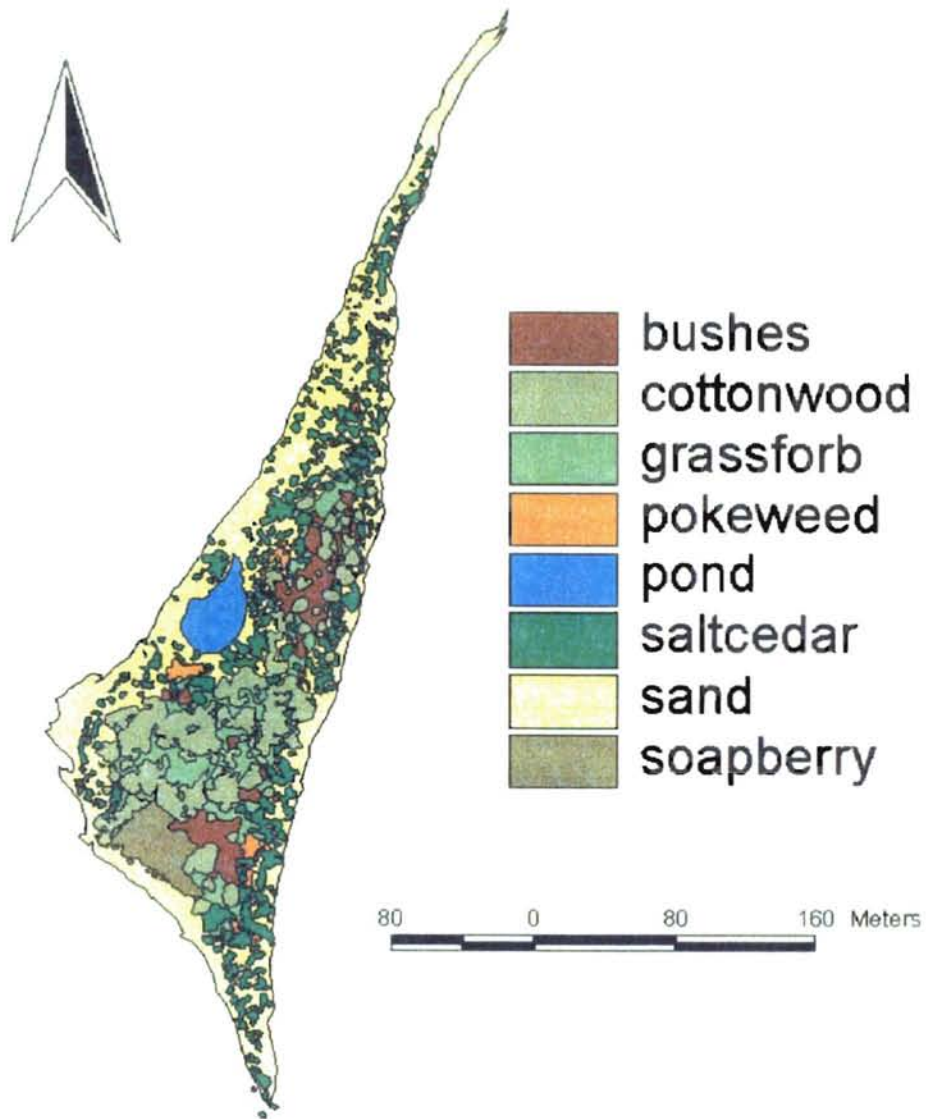 bushes
cottonwood
grassforb
pokeweed
pond
saltcedar
sand
soapberry
80 0 80 160 Meters